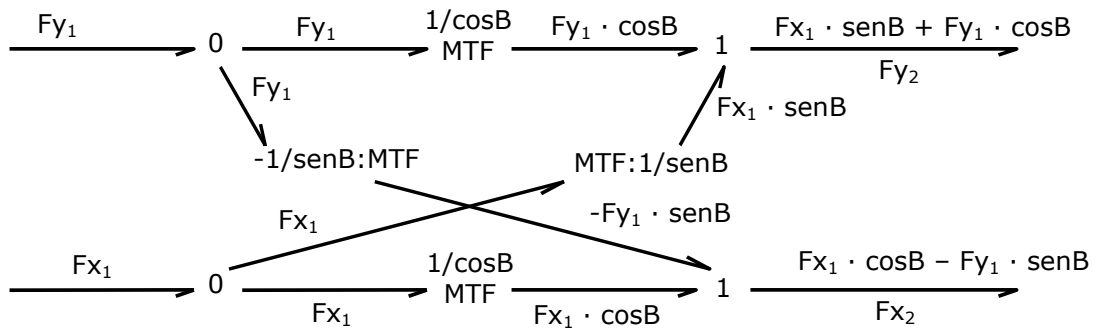 Fy₁
0
Fy₁
1/cosB
MTF
Fy₁ · cosB
1
Fx₁ · senB + Fy₁ · cosB
Fy₂
Fy₁
Fx₁ · senB
-1/senB:MTF
MTF:1/senB
Fx₁
-Fy₁ · senB
Fx₁
0
Fx₁
1/cosB
MTF
Fx₁ · cosB
1
Fx₁ · cosB – Fy₁ · senB
Fx₂